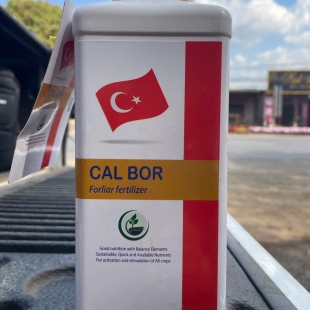 CAL BOR
Forliar fertilizer
Good nutrition with Balance Elements
Sustainable, Quick and Available Nutrients
For activation and stimulation of All crops